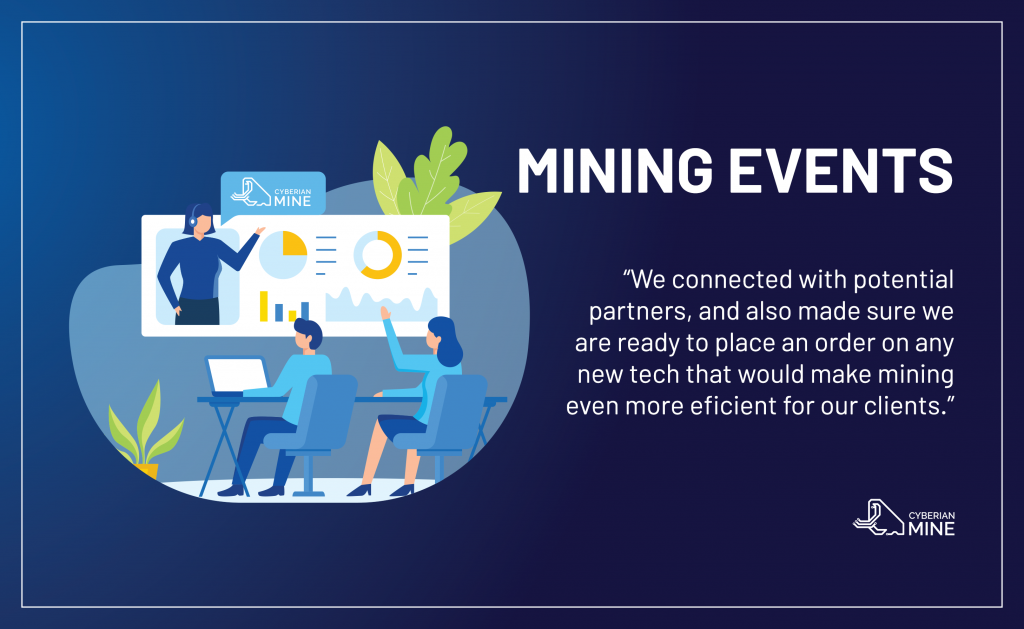 MINING EVENTS
CYBERIAN
MINE
“We connected with potential
partners, and also made sure we
are ready to place an order on any
new tech that would make mining
even more eficient for our clients.”
CYBERIAN
MINE